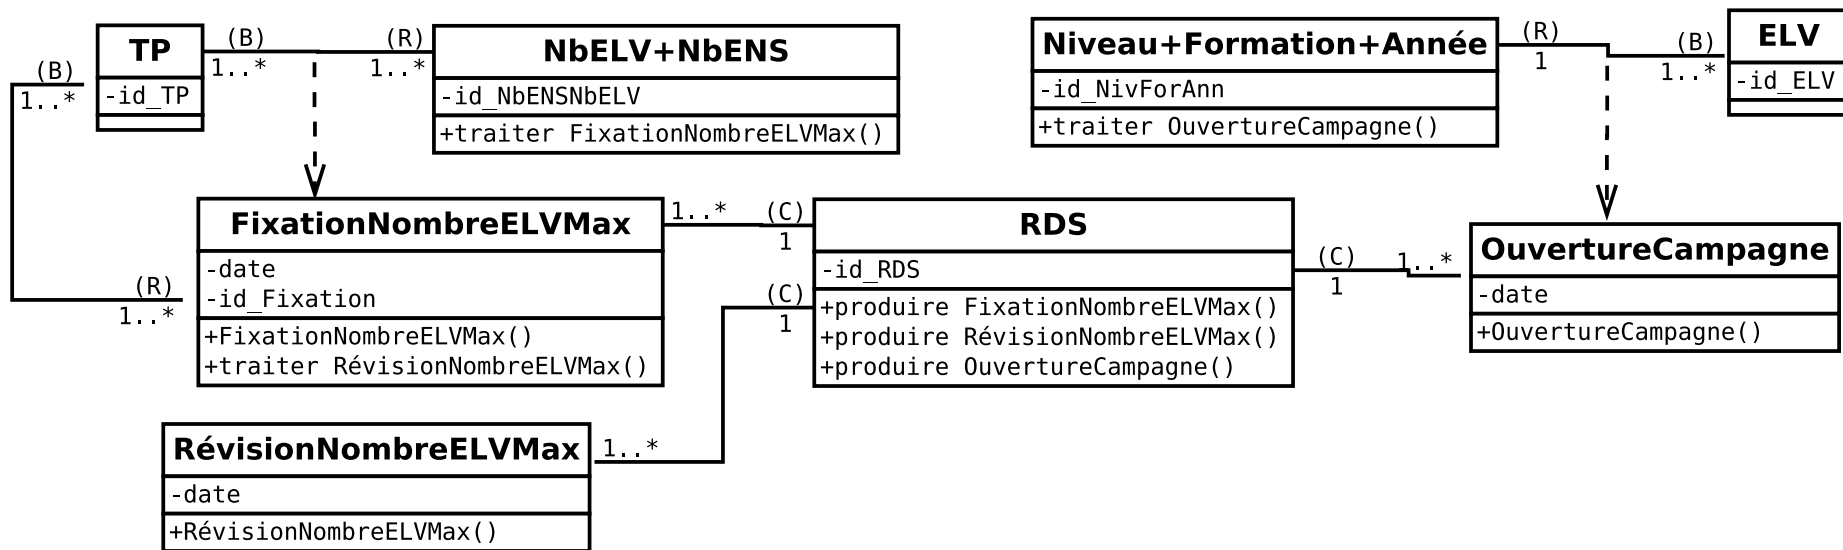 TP
-id_TP
(B)
1..*
(R)
1..*
(B)
1..*
(R)
1..*
NbELV+NbENS
-id_NbENSNbELV
+traiter FixationNombreELVMax()
Niveau+Formation+Année
-id_NivForAnn
+traiter OuvertureCampagne()
(R)
1
(B)
1..*
ELV
-id_ELV
FixationNombreELVMax
-date
-id_Fixation
+FixationNombreELVMax()
+traiter RévisionNombreELVMax()
1..*
(C)
1
RDS
-id_RDS
+produire FixationNombreELVMax()
+produire RévisionNombreELVMax()
+produire OuvertureCampagne()
(C)
1
(C)
1
1..*
OuvertureCampagne
-date
+OuvertureCampagne()
RévisionNombreELVMax
-date
+RévisionNombreELVMax()
1..*